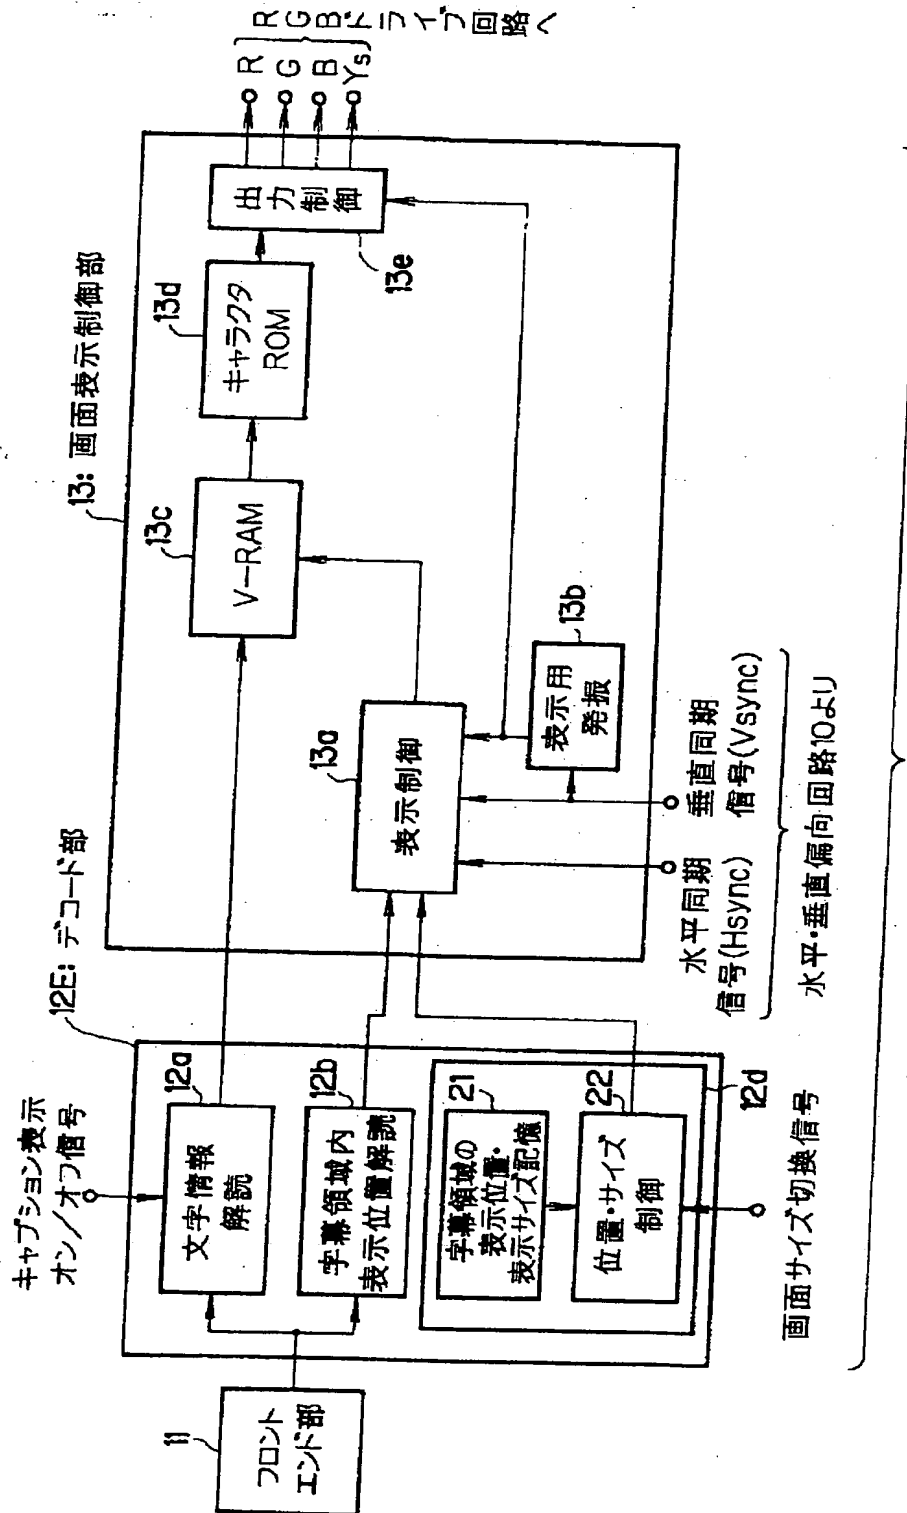 11
フロント
エンド部
キャプション表示
オン/オフ信号
12E: デコード部
12a
文字情報
解読
12b
字幕領域内
表示位置解読
21
字幕領域の
表示位置・
表示サイズ記憶
22
位置・サイズ
制御
12d
画面サイズ切換信号
13: 画面表示制御部
13a
表示制御
13b
表示用
発振
13c
V-RAM
13d
キャラクタ
ROM
13e
出力制御
R
G
B
Ys
RGBドライブ回路へ
水平同期
信号(Hsync)
垂直同期
信号(Vsync)
水平・垂直偏向回路10より